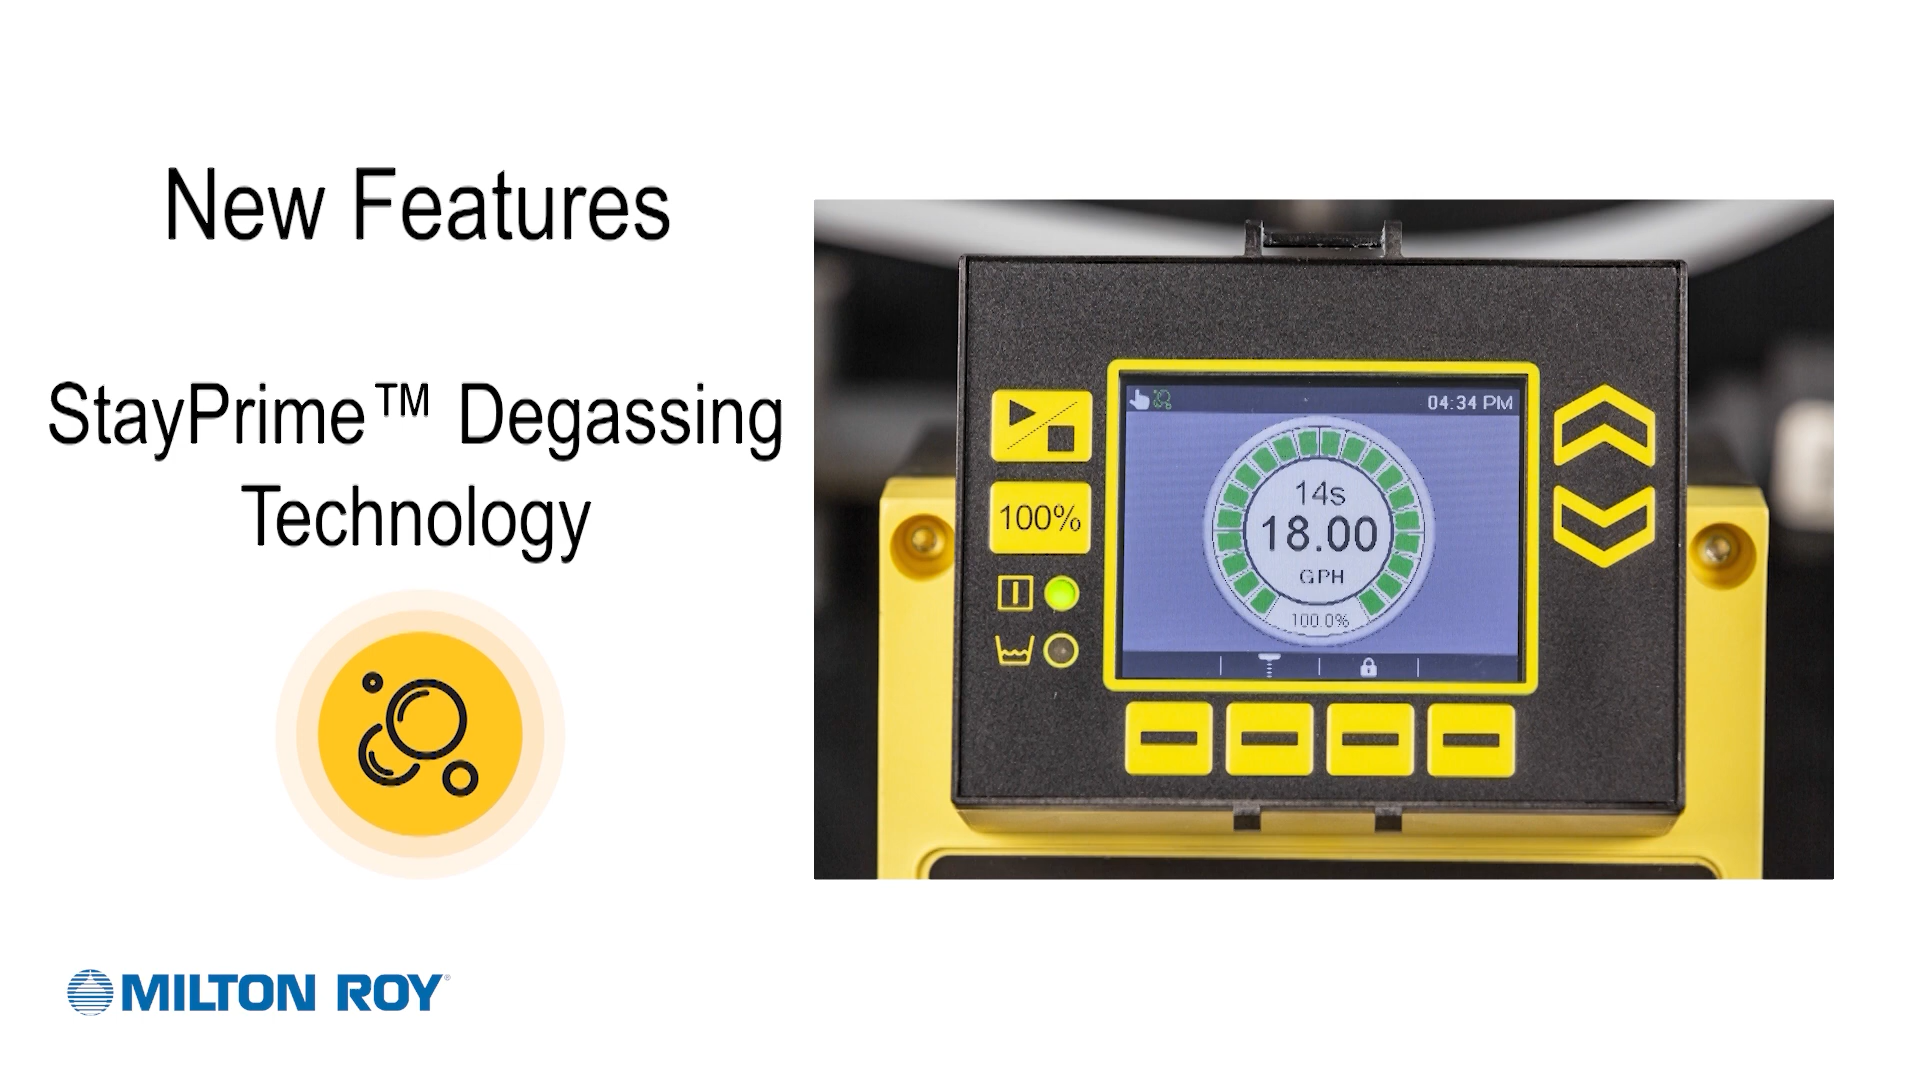 New Features
StayPrime™ Degassing
Technology
MILTON ROY®
100%
04:34 PM
14s
18.00
GPH
100.0%